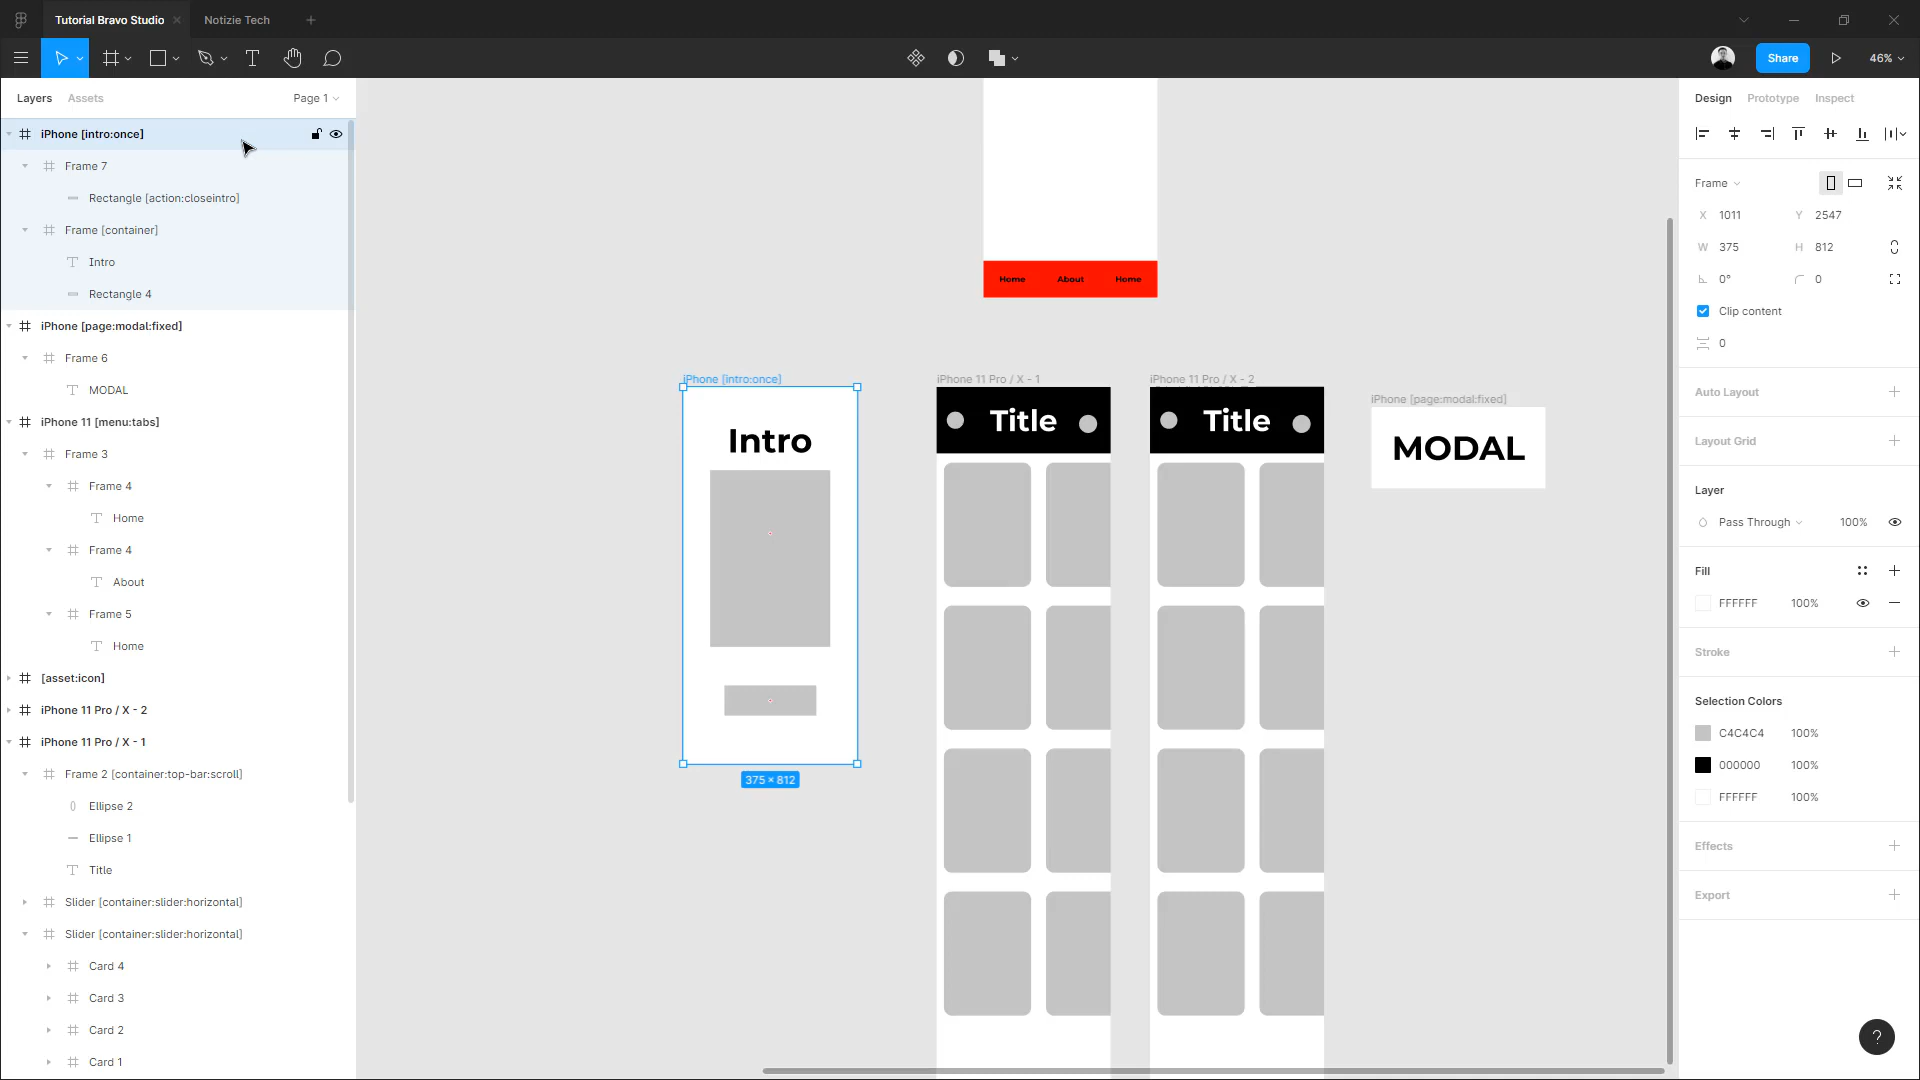 Tutorial Bravo Studio
Notizie Tech
Share
46%
Layers
Assets
Page 1
iPhone [intro:once]
Frame 7
Rectangle [action:closeintro]
Frame [container]
Intro
Rectangle 4
iPhone [page:modal:fixed]
Frame 6
MODAL
iPhone 11 [menu:tabs]
Frame 3
Frame 4
Home
Frame 4
About
Frame 5
Home
[asset:icon]
iPhone 11 Pro / X - 2
iPhone 11 Pro / X - 1
Frame 2 [container:top-bar:scroll]
Ellipse 2
Ellipse 1
Title
Slider [container:slider:horizontal]
Slider [container:slider:horizontal]
Card 4
Card 3
Card 2
Card 1
Home About Home
iPhone [intro:once]
Intro
375 × 812
iPhone 11 Pro / X - 1
Title
iPhone 11 Pro / X - 2
Title
iPhone [page:modal:fixed]
MODAL
Design Prototype Inspect
Frame
X 1011 Y 2547
W 375 H 812
0° 0
Clip content
0
Auto Layout
Layout Grid
Layer
Pass Through 100%
Fill
FFFFFF 100%
Stroke
Selection Colors
C4C4C4 100%
000000 100%
FFFFFF 100%
Effects
Export
?